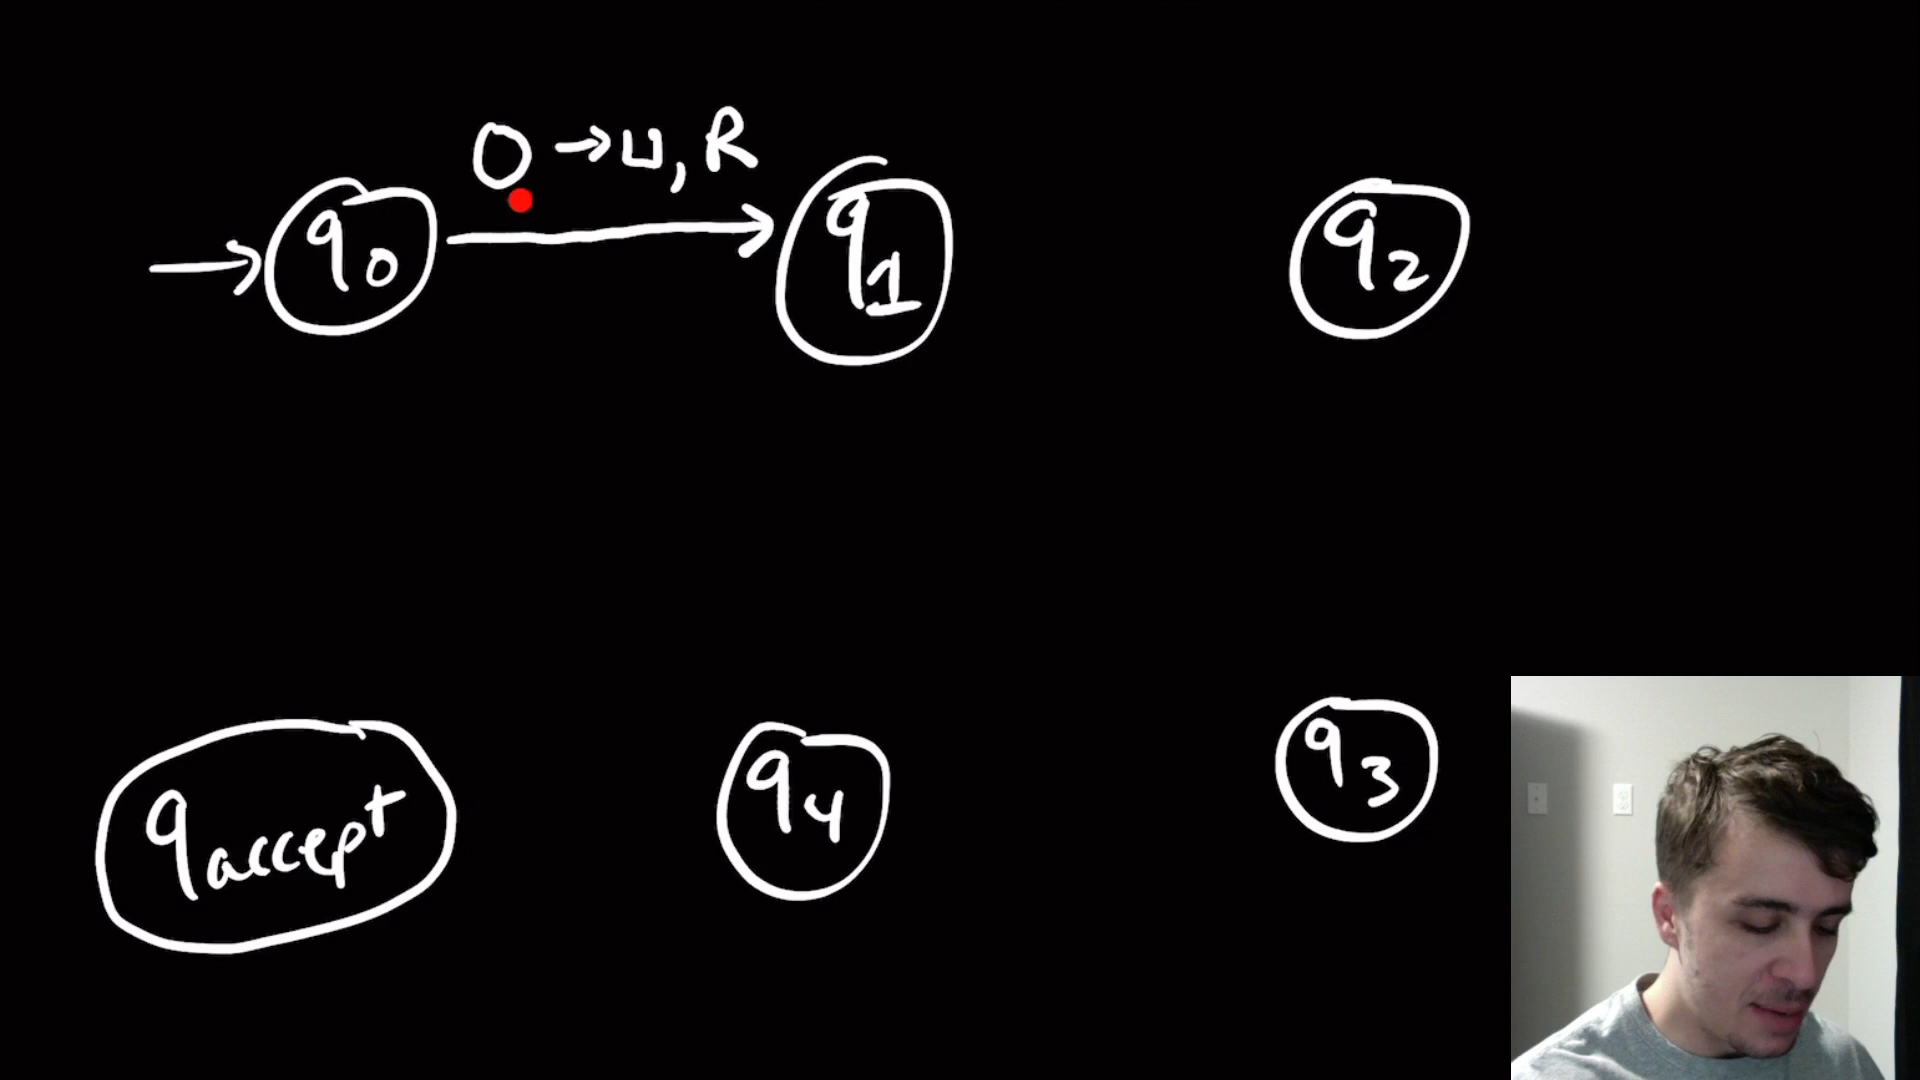 0 → ⊔, R
→ q0 → q1 q2
qaccept q4 q3